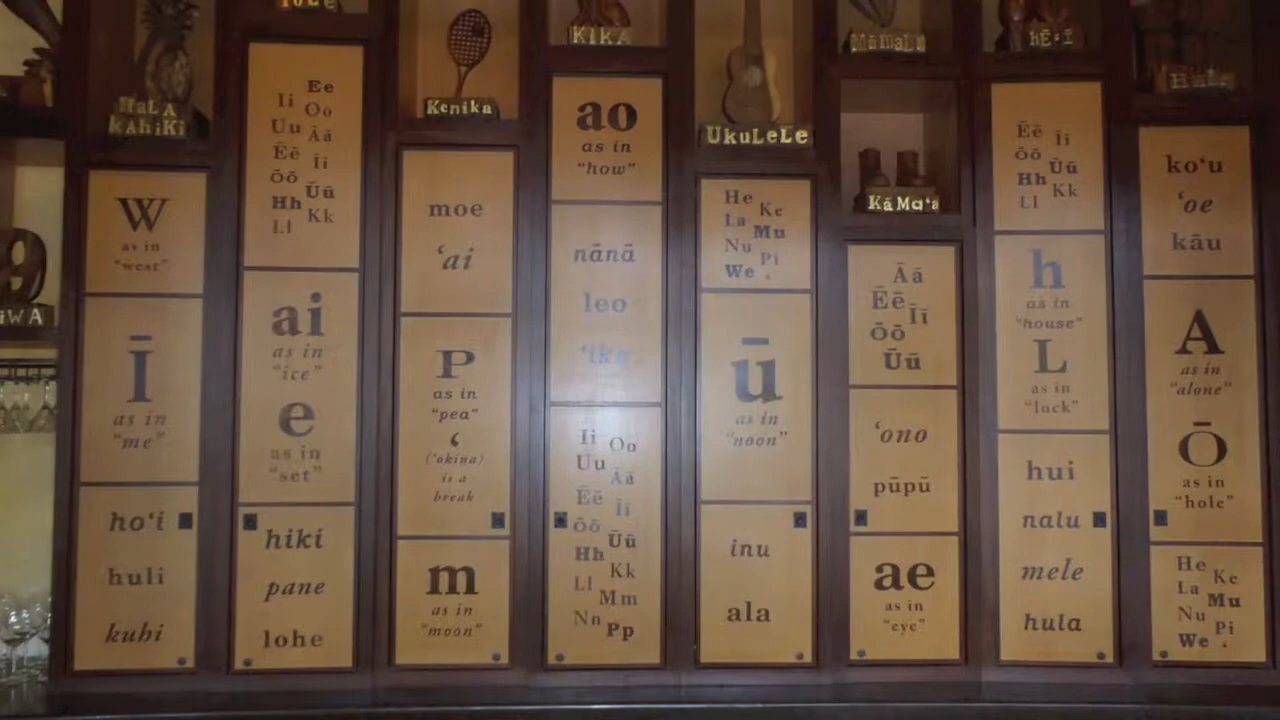 HaLA
kAHiKi
Kenika
KiKA
UkuLeLe
KāMa'a
iWA
W
as in
"west"
Ī
as in
"me"
hoʻi
huli
kuhi
Ee
Ii
Oo
Uu
Āā
Ēē
Īī
Ōō
Ūū
Hh
Kk
Ll
ai
as in
"ice"
e
as in
"set"
hiki
pane
lohe
moe
ʻai
P
as in
"pea"
ʻ
(ʻokina)
is a
break
m
as in
"moon"
ao
as in
"how"
nānā
leo
ʻike
Ii
Oo
Uu
Āā
Ēē
Īī
Ōō
Ūū
Hh
Kk
Ll
Mm
Nn
Pp
He
Ke
La
Mu
Nu
Pi
We
ʻ
ū
as in
"noon"
inu
ala
Āā
Ēē
Īī
Ōō
Ūū
ʻono
pūpū
ae
as in
"eye"
Ēē
Īī
Ōō
Ūū
Hh
Kk
Ll
h
as in
"house"
L
as in
"luck"
hui
nalu
mele
hula
koʻu
ʻoe
kāu
A
as in
"alone"
Ō
as in
"hole"
He
Ke
La
Mu
Nu
Pi
We
ʻ